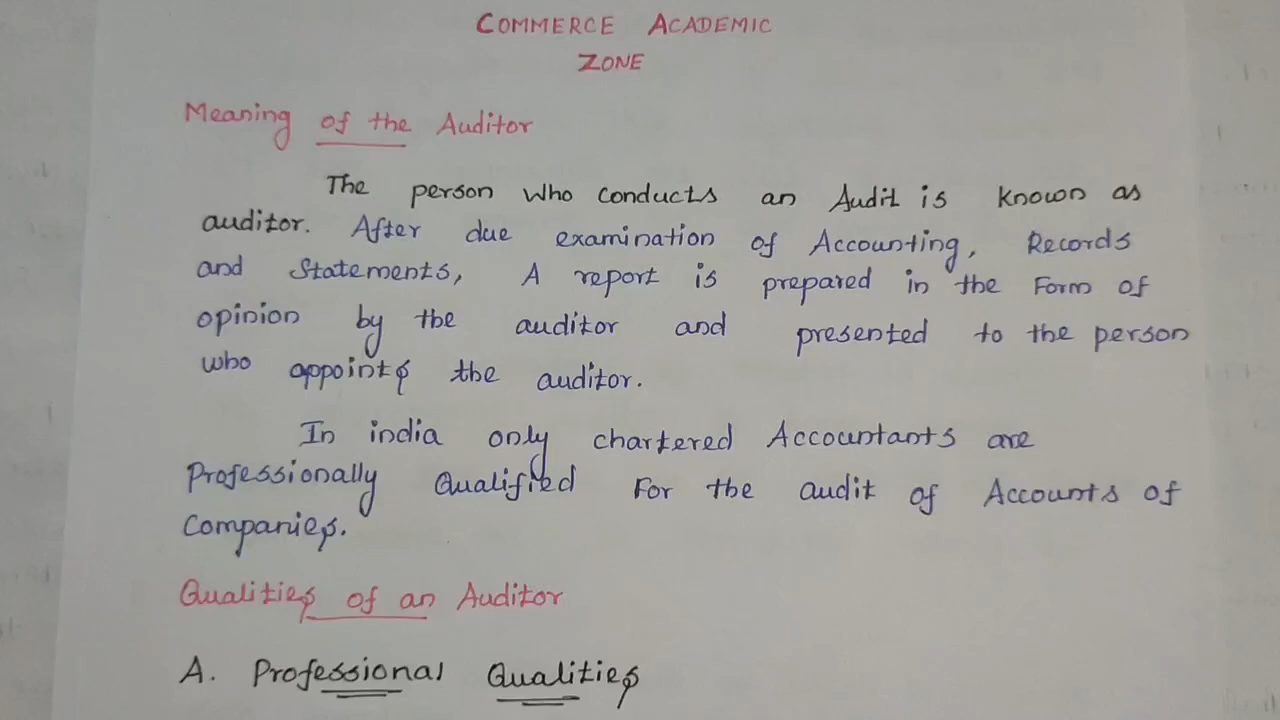 COMMERCE ACADEMIC
ZONE
Meaning of the Auditor
The person who conducts an Audit is known as
auditor. After due examination of Accounting, Records
and Statements, A report is prepared in the Form of
opinion by the auditor and presented to the person
who appoints the auditor.
In india only chartered Accountants are
Professionally Qualified For the audit of Accounts of
Companies.
Qualities of an Auditor
A. Professional Qualities